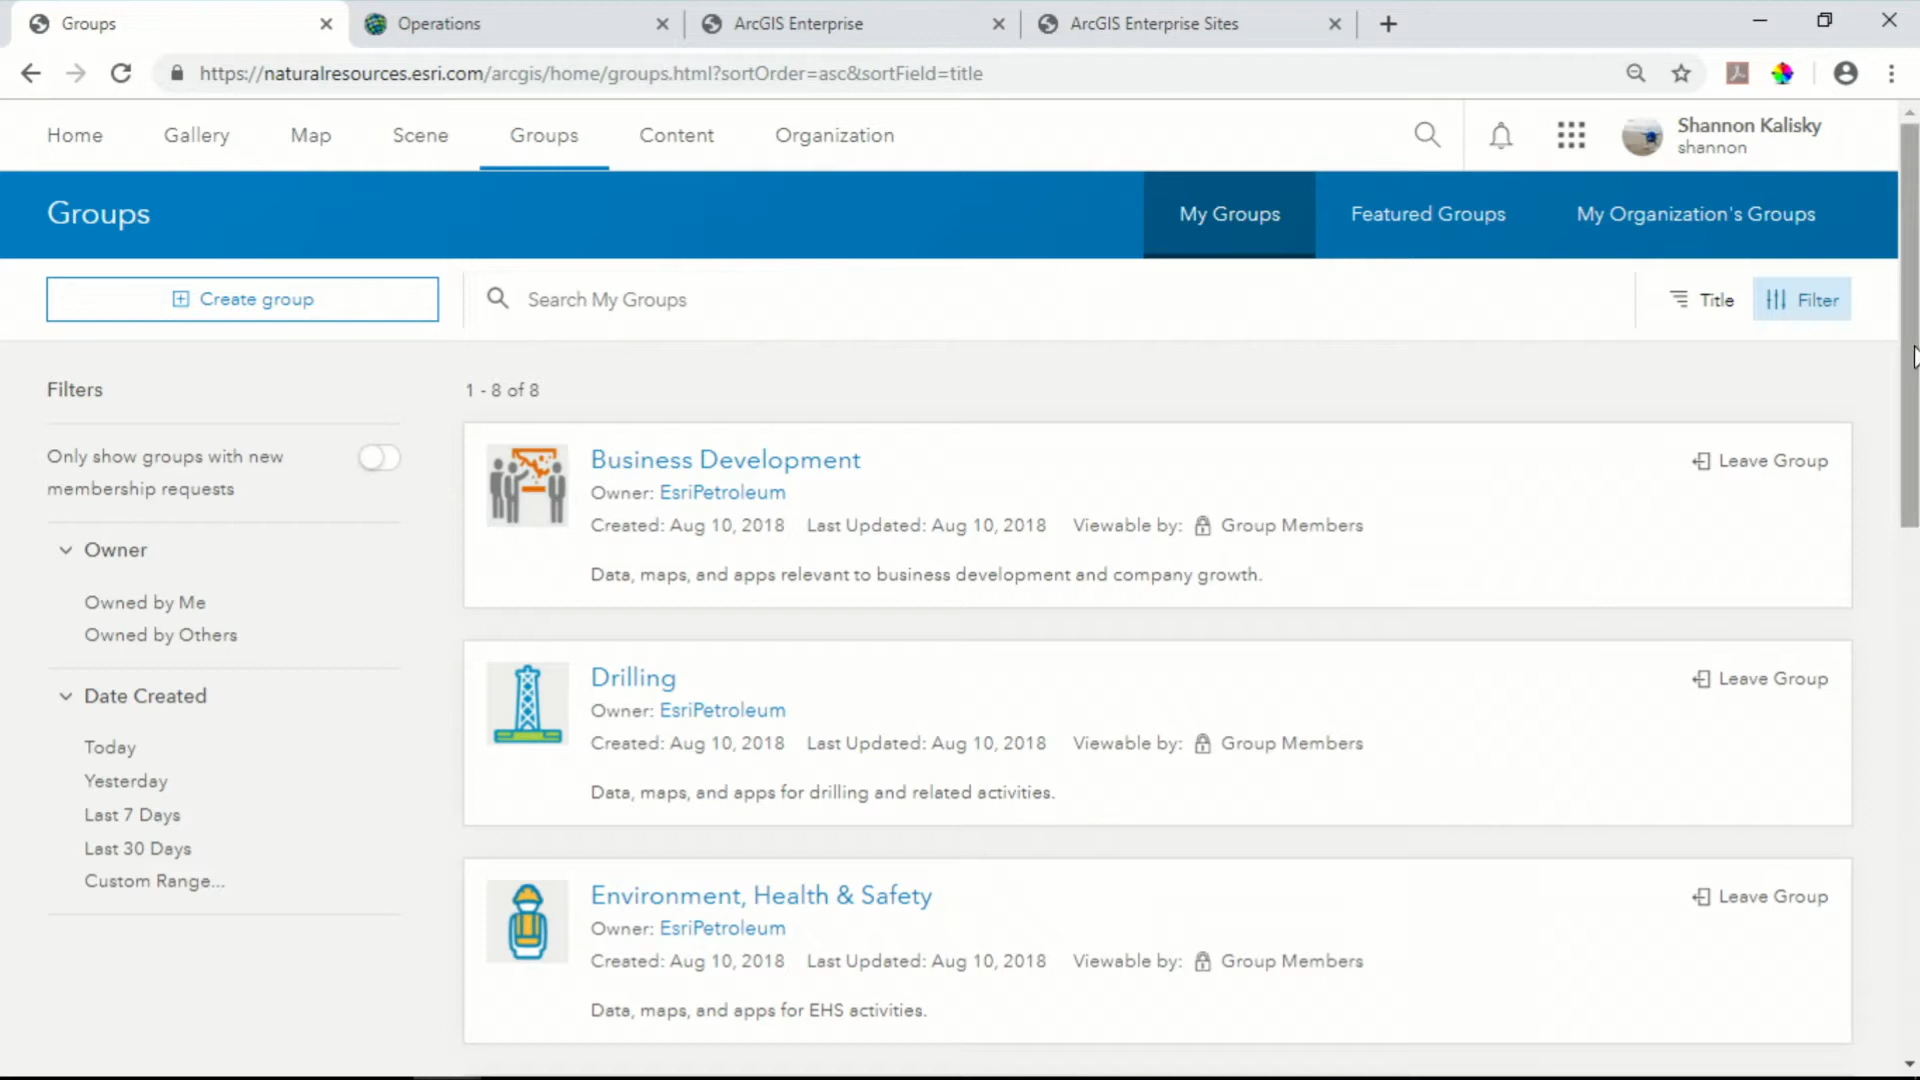 Groups
Operations
ArcGIS Enterprise
ArcGIS Enterprise Sites
https://naturalresources.esri.com/arcgis/home/groups.html?sortOrder=asc&sortField=title
Home Gallery Map Scene Groups Content Organization
Shannon Kalisky
shannon
Groups
My Groups Featured Groups My Organization's Groups
Create group
Search My Groups
Title
Filter
Filters
Only show groups with new
membership requests
Owner
Owned by Me
Owned by Others
Date Created
Today
Yesterday
Last 7 Days
Last 30 Days
Custom Range...
1 - 8 of 8
Business Development
Leave Group
Owner: EsriPetroleum
Created: Aug 10, 2018 Last Updated: Aug 10, 2018 Viewable by: Group Members
Data, maps, and apps relevant to business development and company growth.
Drilling
Leave Group
Owner: EsriPetroleum
Created: Aug 10, 2018 Last Updated: Aug 10, 2018 Viewable by: Group Members
Data, maps, and apps for drilling and related activities.
Environment, Health & Safety
Leave Group
Owner: EsriPetroleum
Created: Aug 10, 2018 Last Updated: Aug 10, 2018 Viewable by: Group Members
Data, maps, and apps for EHS activities.